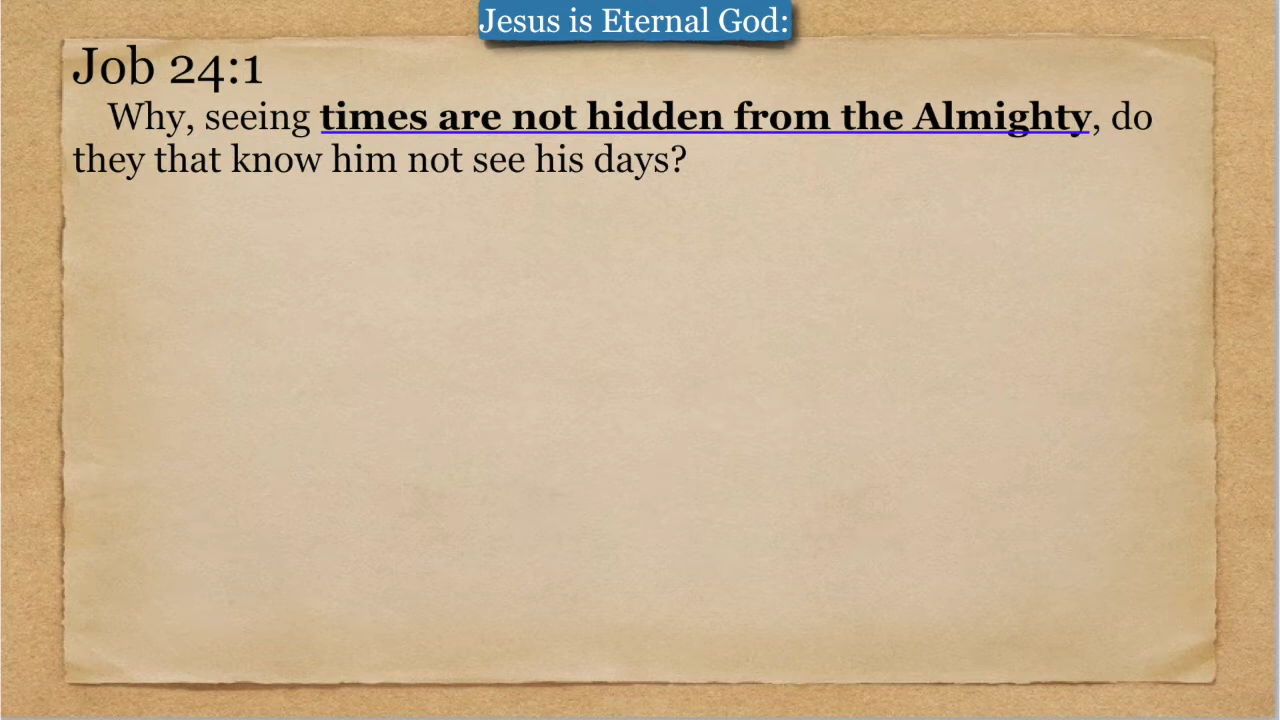 Jesus is Eternal God:
Job 24:1
Why, seeing times are not hidden from the Almighty, do
they that know him not see his days?